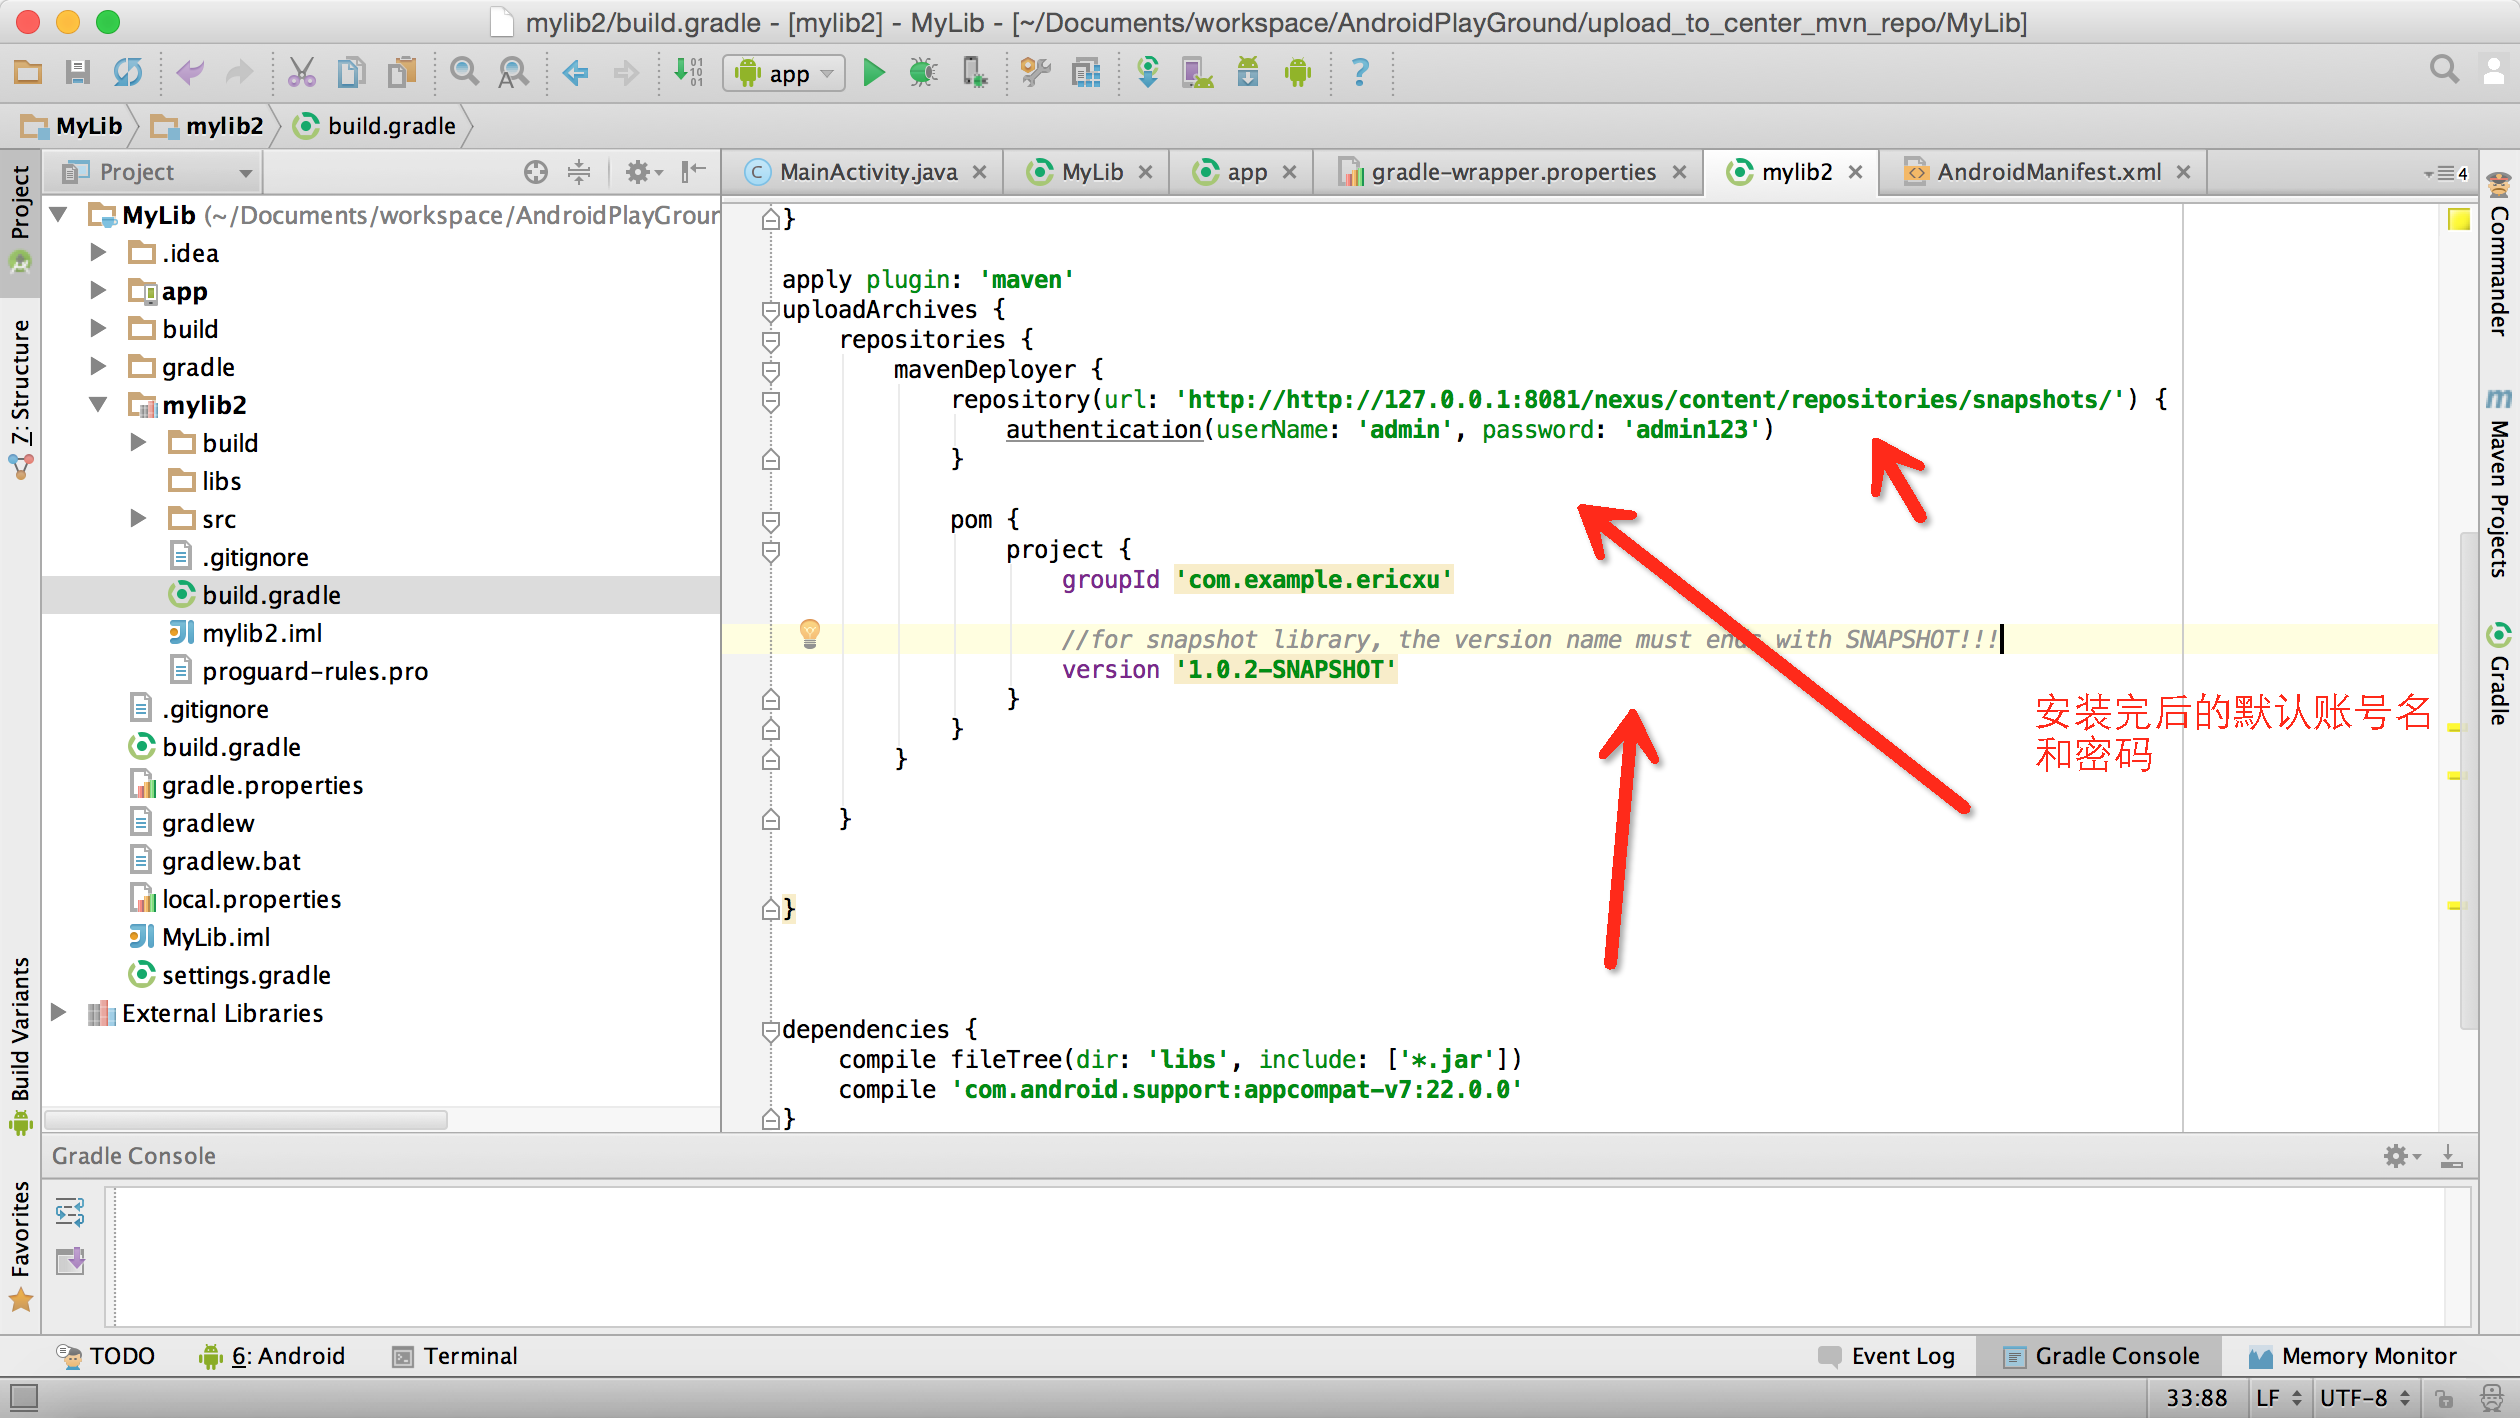 mylib2/build.gradle - [mylib2] - MyLib - [~/Documents/workspace/AndroidPlayGround/upload_to_center_mvn_repo/MyLib]
app
MyLib mylib2 build.gradle
Project
MainActivity.java MyLib app gradle-wrapper.properties mylib2 AndroidManifest.xml 4
Project
7: Structure
Build Variants
Favorites
MyLib (~/Documents/workspace/AndroidPlayGrour
.idea
app
build
gradle
mylib2
build
libs
src
.gitignore
build.gradle
mylib2.iml
proguard-rules.pro
.gitignore
build.gradle
gradle.properties
gradlew
gradlew.bat
local.properties
MyLib.iml
settings.gradle
External Libraries
}
apply plugin: 'maven'
uploadArchives {
repositories {
mavenDeployer {
repository(url: 'http://http://127.0.0.1:8081/nexus/content/repositories/snapshots/') {
authentication(userName: 'admin', password: 'admin123')
}
pom {
project {
groupId 'com.example.ericxu'
//for snapshot library, the version name must ends with SNAPSHOT!!!
version '1.0.2-SNAPSHOT'
}
}
}
}
}
dependencies {
compile fileTree(dir: 'libs', include: ['*.jar'])
compile 'com.android.support:appcompat-v7:22.0.0'
}
安装完后的默认账号名
和密码
Commander
Maven Projects
Gradle
Gradle Console
TODO 6: Android Terminal Event Log Gradle Console Memory Monitor
33:88 LF UTF-8